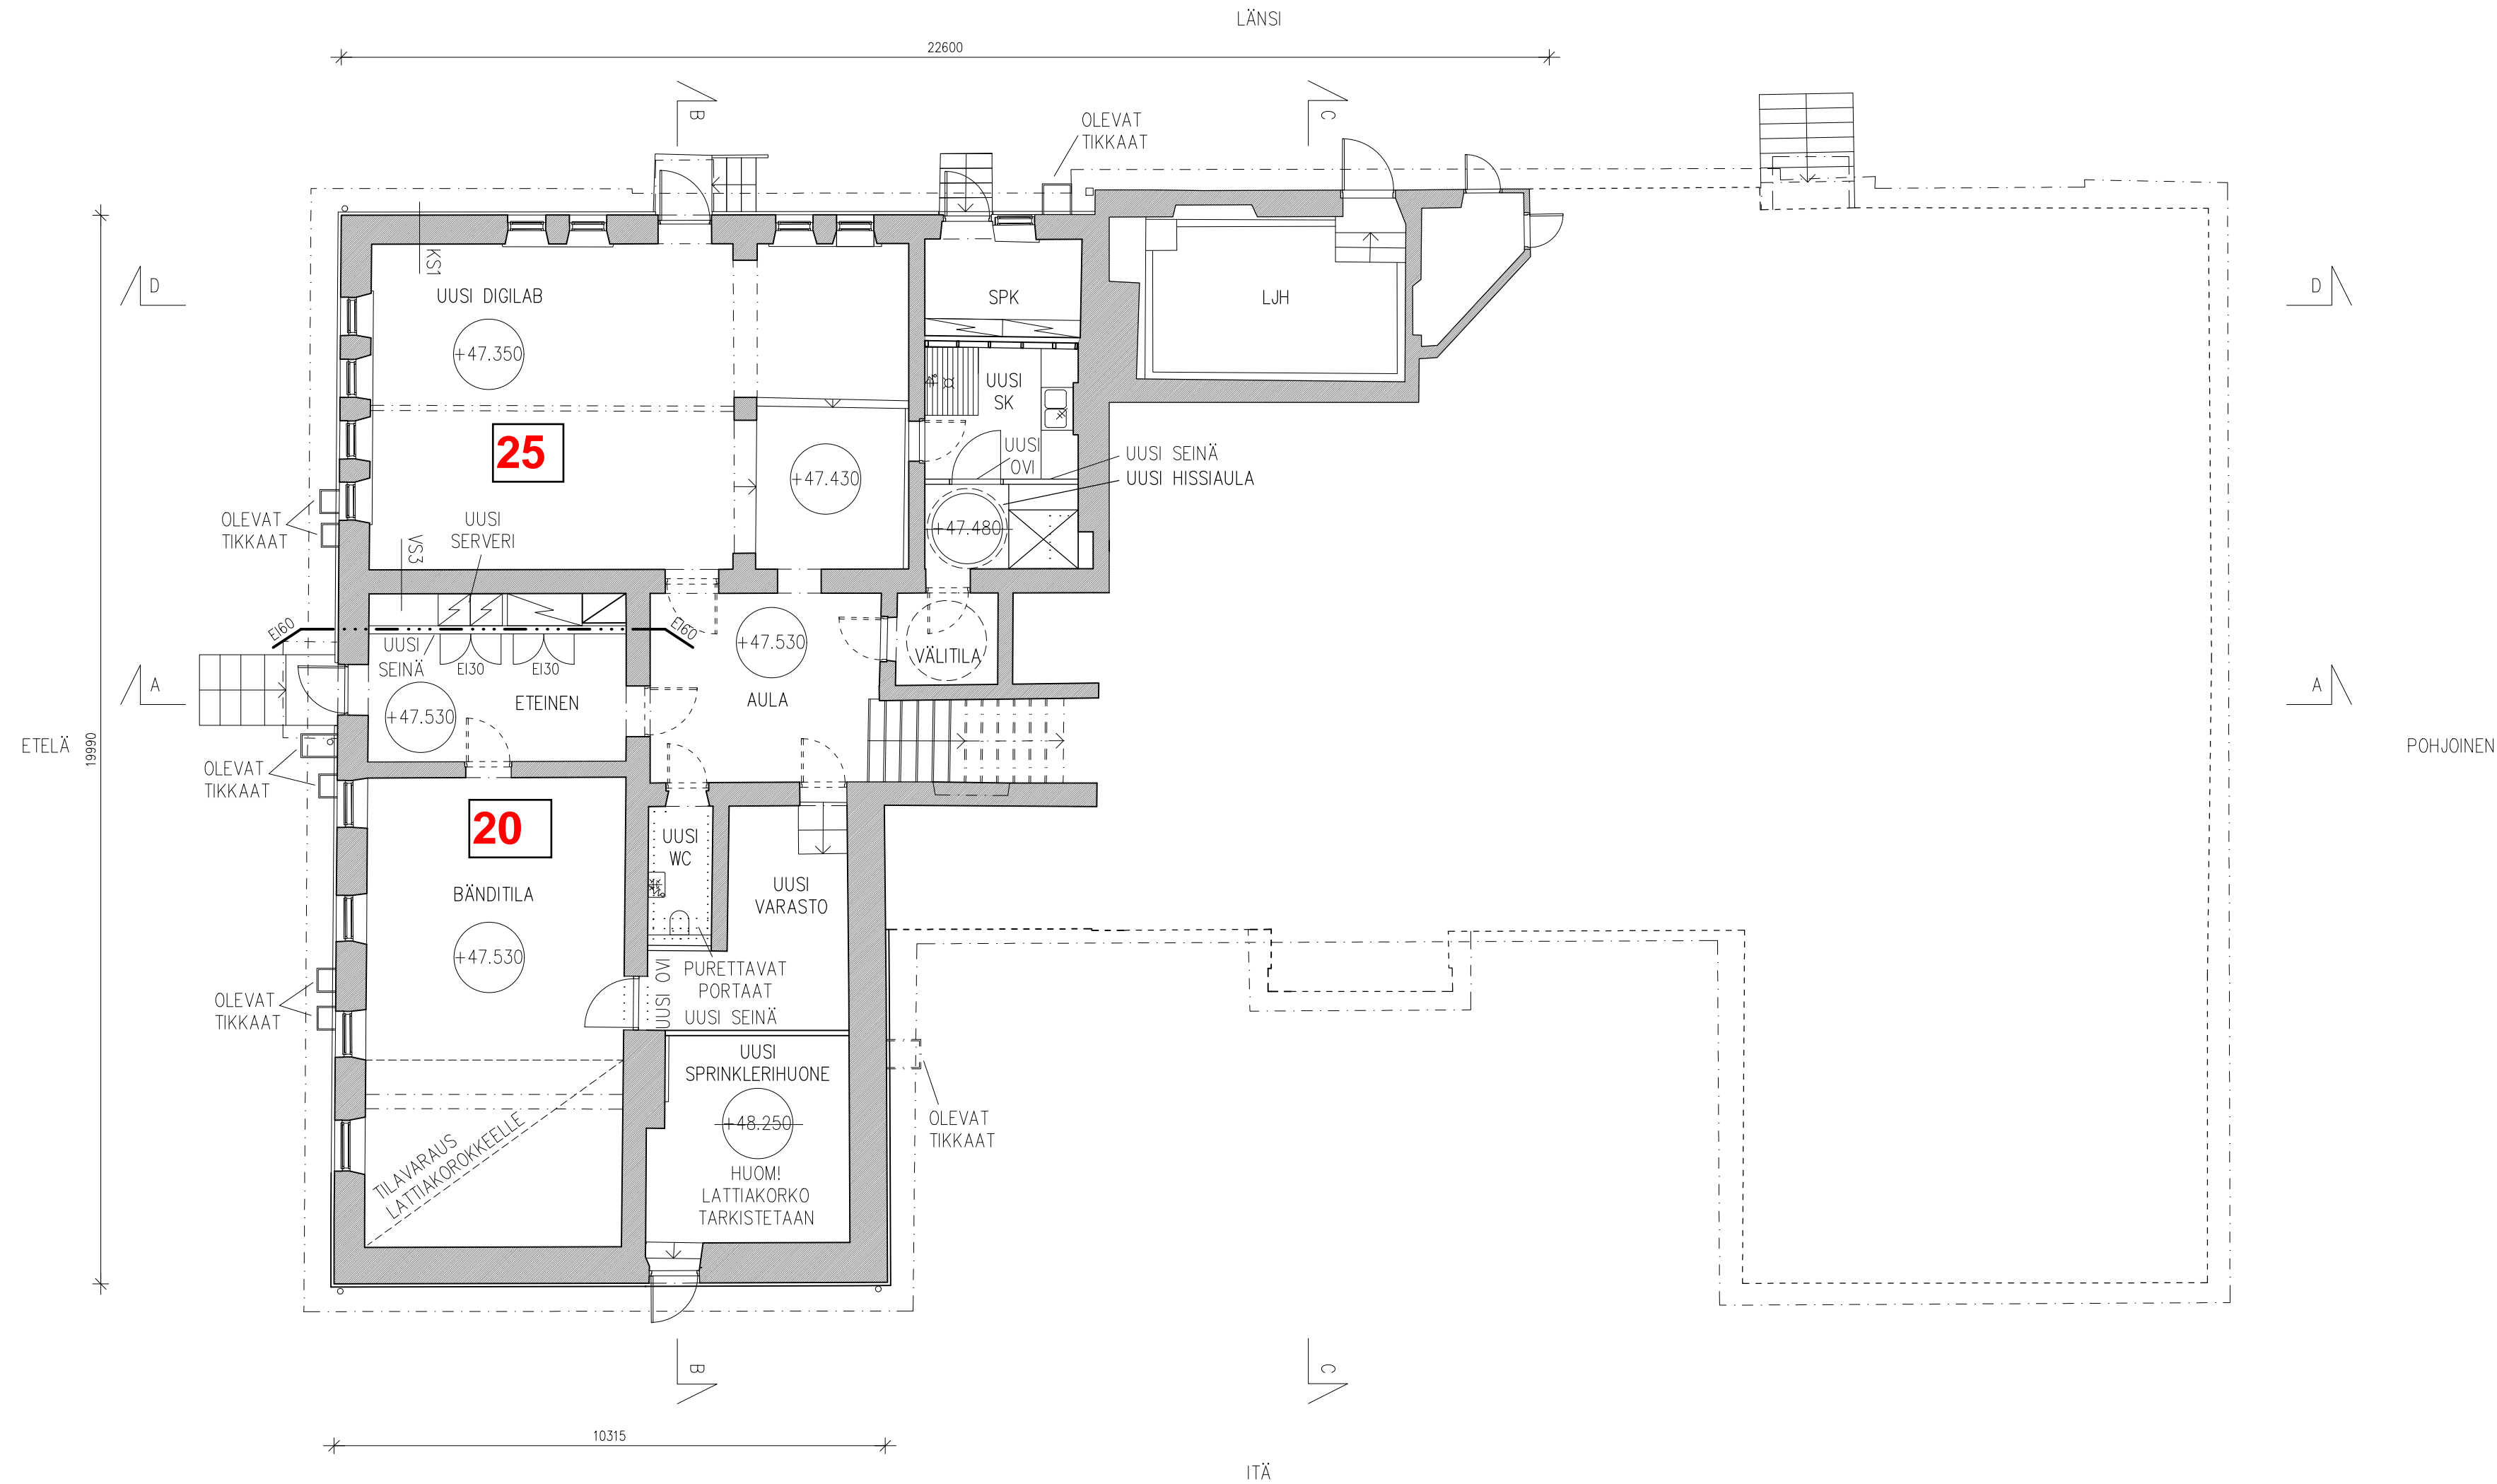 LÄNSI
22600
B
C
OLEVAT
TIKKAAT
KS1
D
D
UUSI DIGILAB
SPK
LJH
+47.350
UUSI
SK
25
UUSI
OVI
UUSI SEINÄ
UUSI HISSIAULA
+47.430
+47.480
OLEVAT
TIKKAAT
UUSI
SERVERI
VS3
EI60
EI60
UUSI
SEINÄ
EI30
EI30
+47.530
VÄLITILA
A
A
ETEINEN
AULA
+47.530
ETELÄ
19990
POHJOINEN
OLEVAT
TIKKAAT
20
UUSI
WC
BÄNDITILA
UUSI
VARASTO
+47.530
UUSI OVI
PURETTAVAT
PORTAAT
UUSI SEINÄ
OLEVAT
TIKKAAT
UUSI
SPRINKLERIHUONE
+48.250
OLEVAT
TIKKAAT
TILAVARAUS
LATTIAKOROKKEELLE
HUOM!
LATTIAKORKO
TARKISTETAAN
B
C
10315
ITÄ